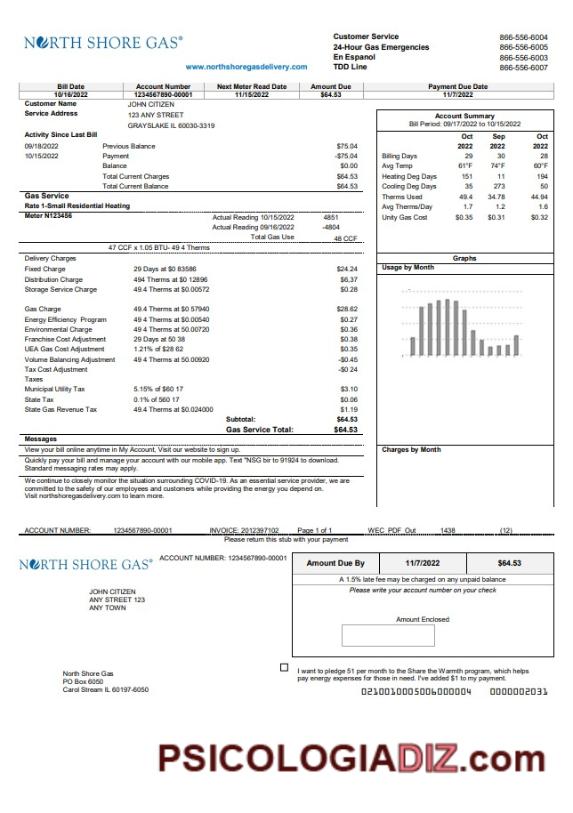 NORTH SHORE GAS®
Customer Service 866-556-6004
24-Hour Gas Emergencies 866-556-6005
En Espanol 866-556-6003
TDD Line 866-556-6007
www.northshoregasdelivery.com
Bill Date Account Number Next Meter Read Date Amount Due Payment Due Date
10/16/2022 1234567890-00001 11/15/2022 $64.53 11/7/2022
Customer Name JOHN CITIZEN
Service Address 123 ANY STREET
GRAYSLAKE IL 60030-3319
Activity Since Last Bill
09/18/2022 Previous Balance $75.04
10/15/2022 Payment -$75.04
Balance $0.00
Total Current Charges $64.53
Total Current Balance $64.53
Account Summary
Bill Period: 09/17/2022 to 10/15/2022
Oct Sep Oct
2022 2022 2022
Billing Days 29 30 28
Avg Temp 61°F 74°F 60°F
Heating Deg Days 151 11 194
Cooling Deg Days 35 273 50
Therms Used 49.4 34.78 44.94
Avg Therms/Day 1.7 1.2 1.6
Unity Gas Cost $0.35 $0.31 $0.32
Gas Service
Rate 1-Small Residential Heating
Meter N123456 Actual Reading 10/15/2022 4851
Actual Reading 09/16/2022 -4804
Total Gas Use 48 CCF
47 CCF x 1.05 BTU- 49 4 Therms
Delivery Charges
Fixed Charge 29 Days at $0 83586 $24.24
Distribution Charge 494 Therms at $0 12896 $6,37
Storage Service Charge 49.4 Therms at $0.00572 $0.28
Gas Charge 49.4 Therms at $0.57940 $28.62
Energy Efficiency Program 49 4 Therms at $0.00540 $0.27
Environmental Charge 49 4 Therms at $0.00720 $0.36
Franchise Cost Adjustment 29 Days at 50 38 $0.38
UEA Gas Cost Adjustment 1.21% of $28 62 $0.35
Volume Balancing Adjustment 49 4 Therms at 50.00920 -$0.45
Tax Cost Adjustment -$0 24
Taxes
Municipal Utility Tax 5.15% of $60 17 $3.10
State Tax 0.1% of 560 17 $0.06
State Gas Revenue Tax 49.4 Therms at $0.024000 $1.19
Subtotal: $64.53
Gas Service Total: $64.53
Graphs
Usage by Month
Charges by Month
Messages
View your bill online anytime in My Account, Visit our website to sign up.
Quickly pay your bill and manage your account with our mobile app. Text "NSG bir to 91924 to download.
Standard messaging rates may apply.
We continue to closely monitor the situation surrounding COVID-19. As an essential service provider, we are
committed to the safety of our employees and customers while providing the energy you depend on.
Visit northshoregasdelivery.com to learn more.
ACCOUNT NUMBER: 1234567890-00001 INVOICE: 2012397102 Page 1 of 1 WEC_PDF_Out 1438 (12)
Please return this stub with your payment
NORTH SHORE GAS® ACCOUNT NUMBER: 1234567890-00001
Amount Due By 11/7/2022 $64.53
A 1.5% late fee may be charged on any unpaid balance
Please write your account number on your check
JOHN CITIZEN
ANY STREET 123
ANY TOWN
Amount Enclosed
North Shore Gas
PO Box 6050
Carol Stream IL 60197-6050
I want to pledge 51 per month to the Share the Warmth program, which helps
pay energy expenses for those in need. I've added $1 to my payment.
0210010005006000004 0000002031
PSICOLOGIADIZ.com